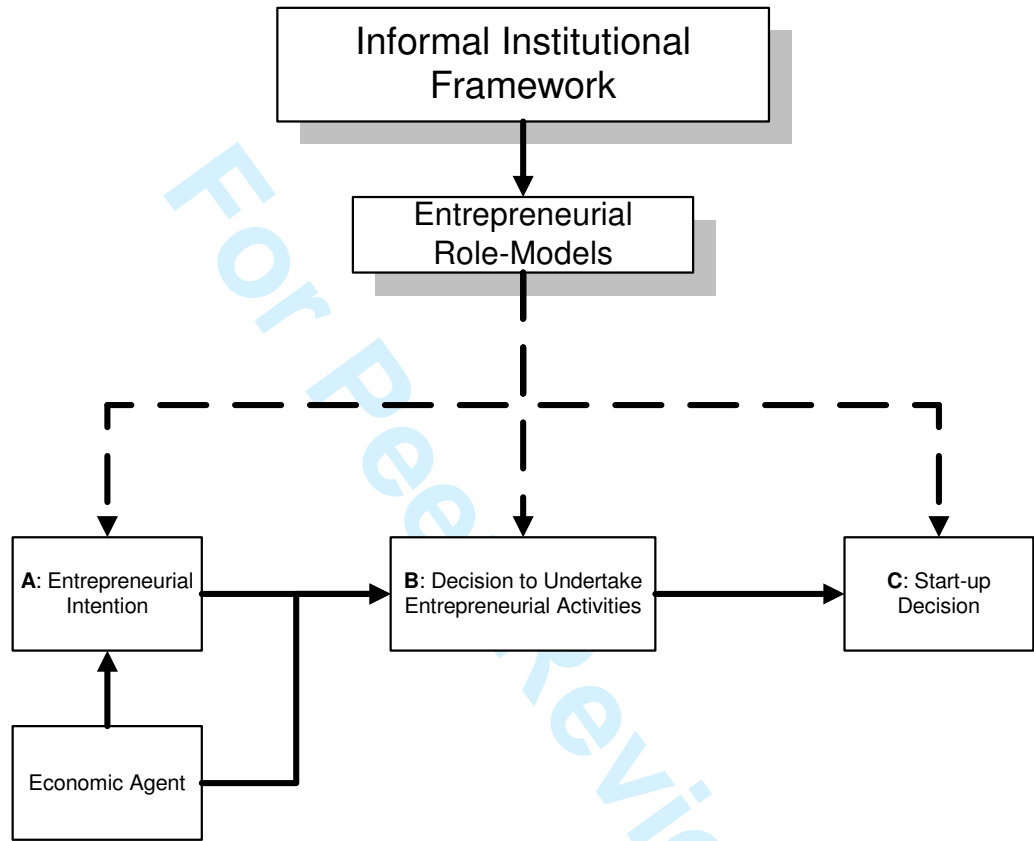 Informal Institutional
Framework
Entrepreneurial
Role-Models
A: Entrepreneurial
Intention
B: Decision to Undertake
Entrepreneurial Activities
C: Start-up
Decision
Economic Agent
For Peer Review